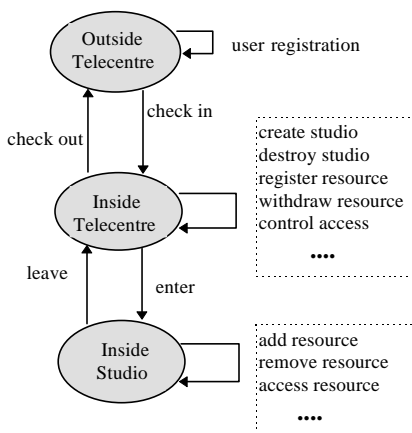 Outside
Telecentre
user registration
check in
check out
create studio
destroy studio
register resource
withdraw resource
control access
....
Inside
Telecentre
leave
enter
Inside
Studio
add resource
remove resource
access resource
....